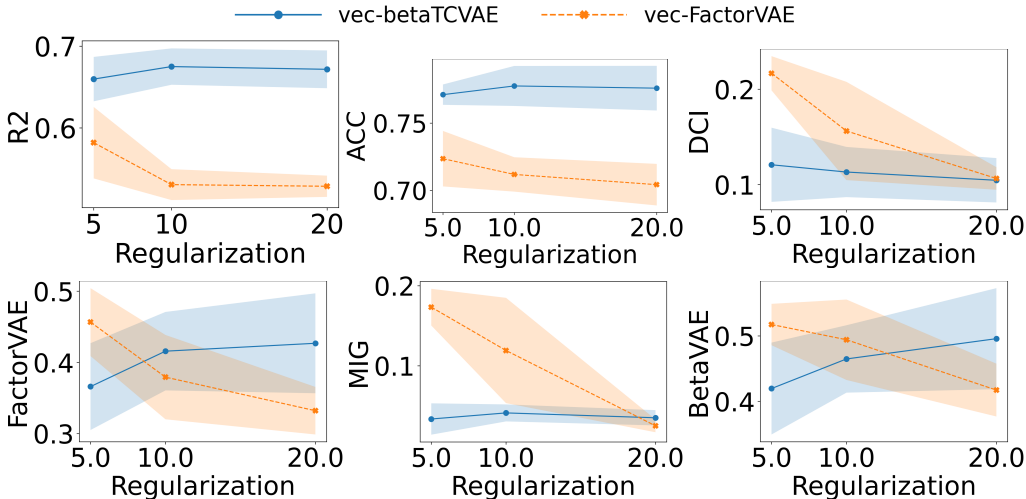 vec-betaTCVAE vec-FactorVAE
0.7
0.6
R2
5 10 20
Regularization
0.75
0.70
ACC
5.0 10.0 20.0
Regularization
0.2
0.1
DCI
5.0 10.0 20.0
Regularization
0.5
0.4
0.3
FactorVAE
5.0 10.0 20.0
Regularization
0.2
0.1
MIG
5.0 10.0 20.0
Regularization
0.5
0.4
BetaVAE
5.0 10.0 20.0
Regularization